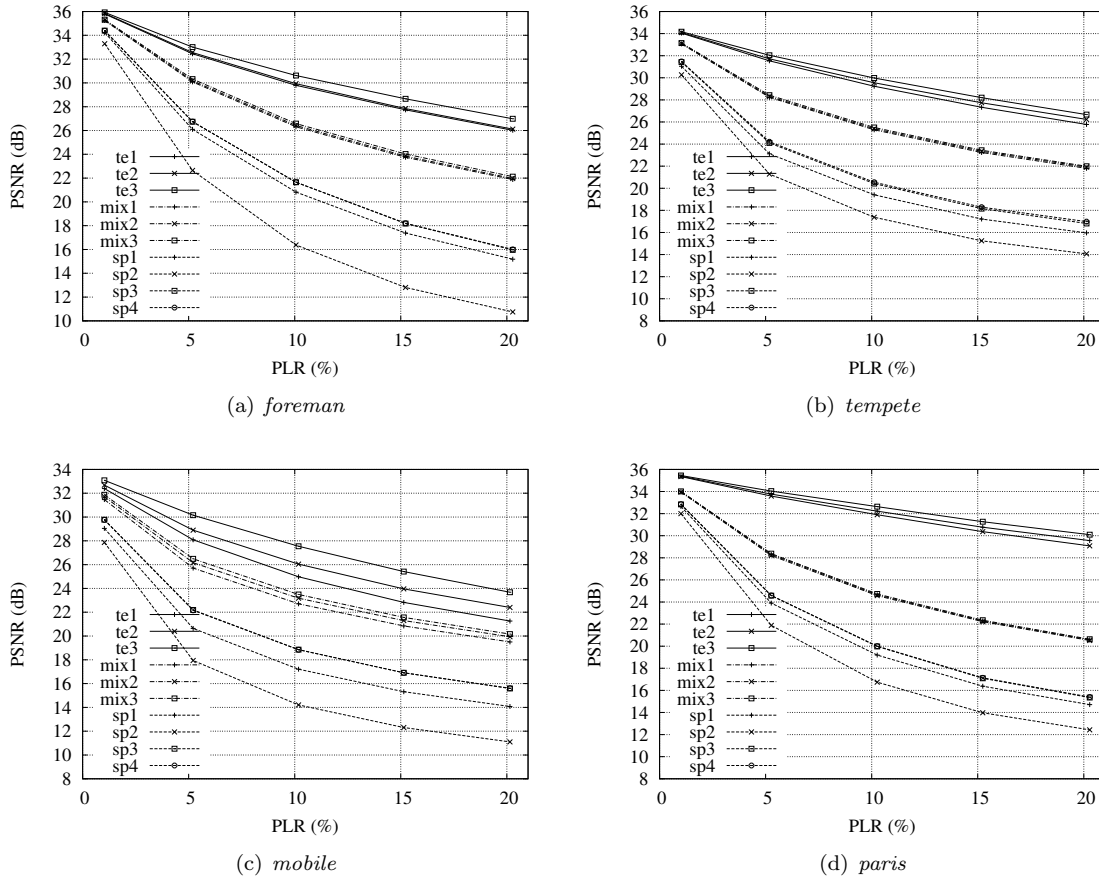 36
34
32
30
28
26
24
22
20
18
16
14
12
10
PSNR (dB)
te1
te2
te3
mix1
mix2
mix3
sp1
sp2
sp3
sp4
0 5 10 15 20
PLR (%)
(a) foreman
36
34
32
30
28
26
24
22
20
18
16
14
12
10
8
PSNR (dB)
te1
te2
te3
mix1
mix2
mix3
sp1
sp2
sp3
sp4
0 5 10 15 20
PLR (%)
(b) tempete
34
32
30
28
26
24
22
20
18
16
14
12
10
8
PSNR (dB)
te1
te2
te3
mix1
mix2
mix3
sp1
sp2
sp3
sp4
0 5 10 15 20
PLR (%)
(c) mobile
36
34
32
30
28
26
24
22
20
18
16
14
12
10
8
PSNR (dB)
te1
te2
te3
mix1
mix2
mix3
sp1
sp2
sp3
sp4
0 5 10 15 20
PLR (%)
(d) paris